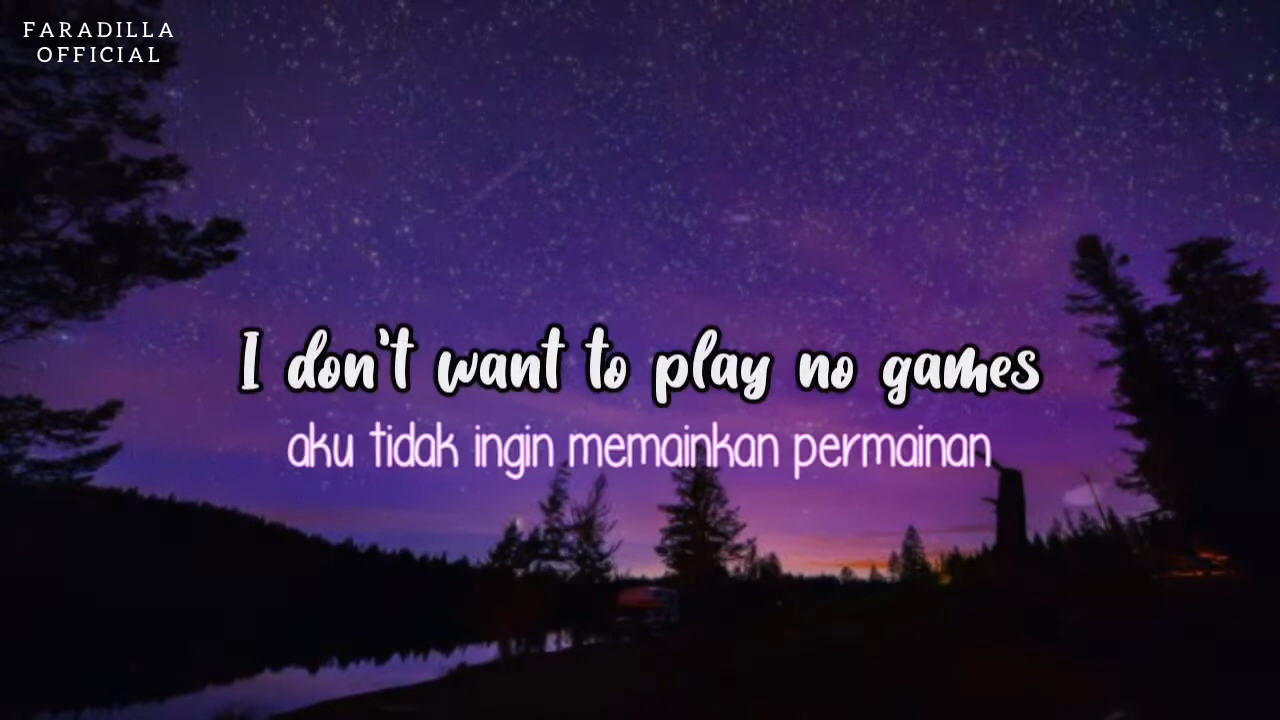 FARADILLA
OFFICIAL
I don't want to play no games
aku tidak ingin memainkan permainan